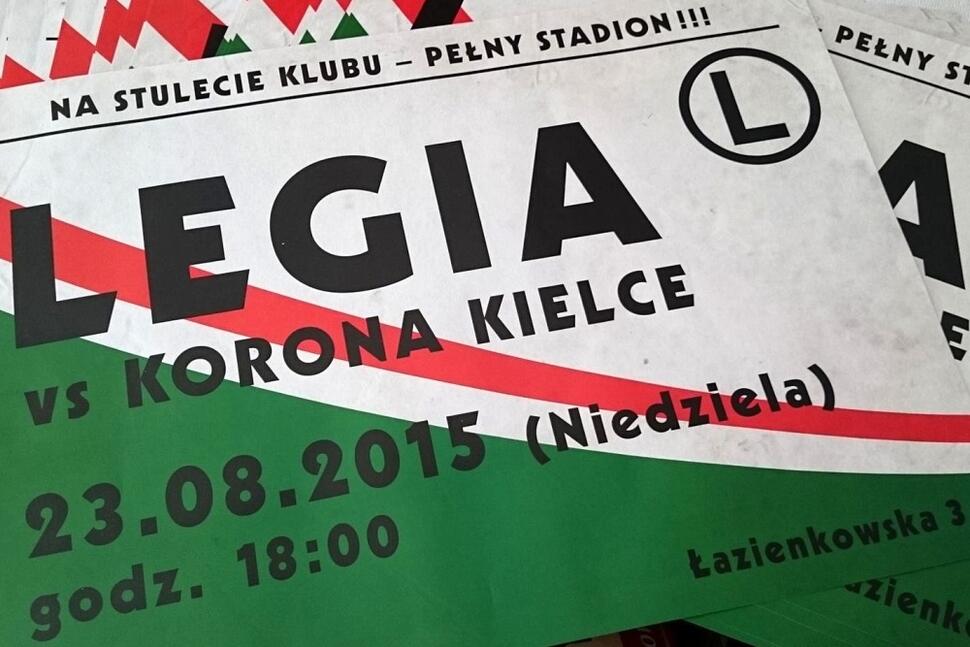 NA STULECIE KLUBU – PEŁNY STADION!!!
L
LEGIA
vs KORONA KIELCE
23.08.2015 (Niedziela)
godz. 18:00
Łazienkowska 3
- PEŁNY